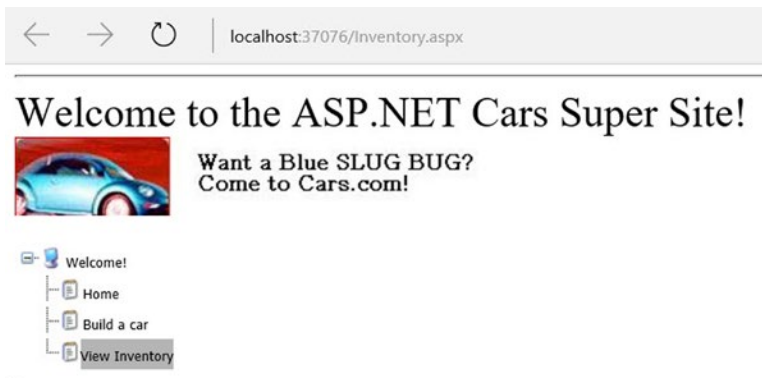 localhost:37076/Inventory.aspx
Welcome to the ASP.NET Cars Super Site!
Want a Blue SLUG BUG?
Come to Cars.com!
Welcome!
Home
Build a car
View Inventory